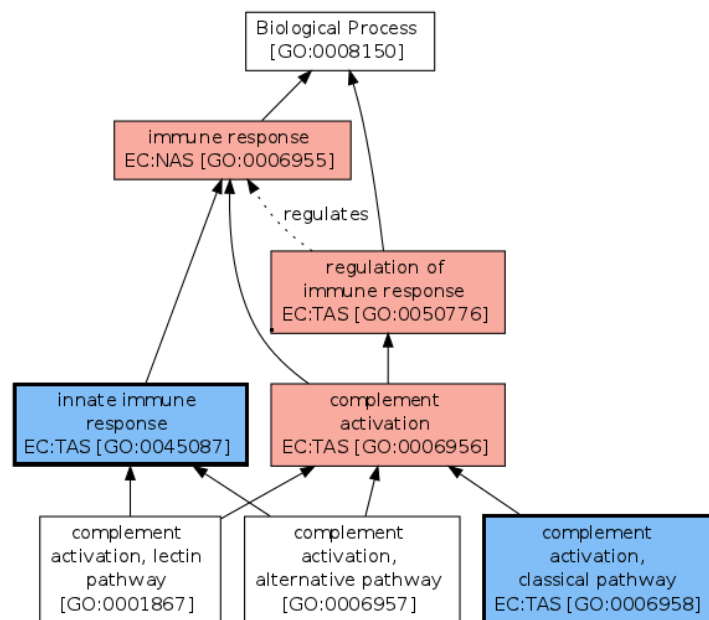 Biological Process
[GO:0008150]
immune response
EC:NAS [GO:0006955]
regulates
regulation of
immune response
EC:TAS [GO:0050776]
innate immune
response
EC:TAS [GO:0045087]
complement
activation
EC:TAS [GO:0006956]
complement
activation, lectin
pathway
[GO:0001867]
complement
activation,
alternative pathway
[GO:0006957]
complement
activation,
classical pathway
EC:TAS [GO:0006958]